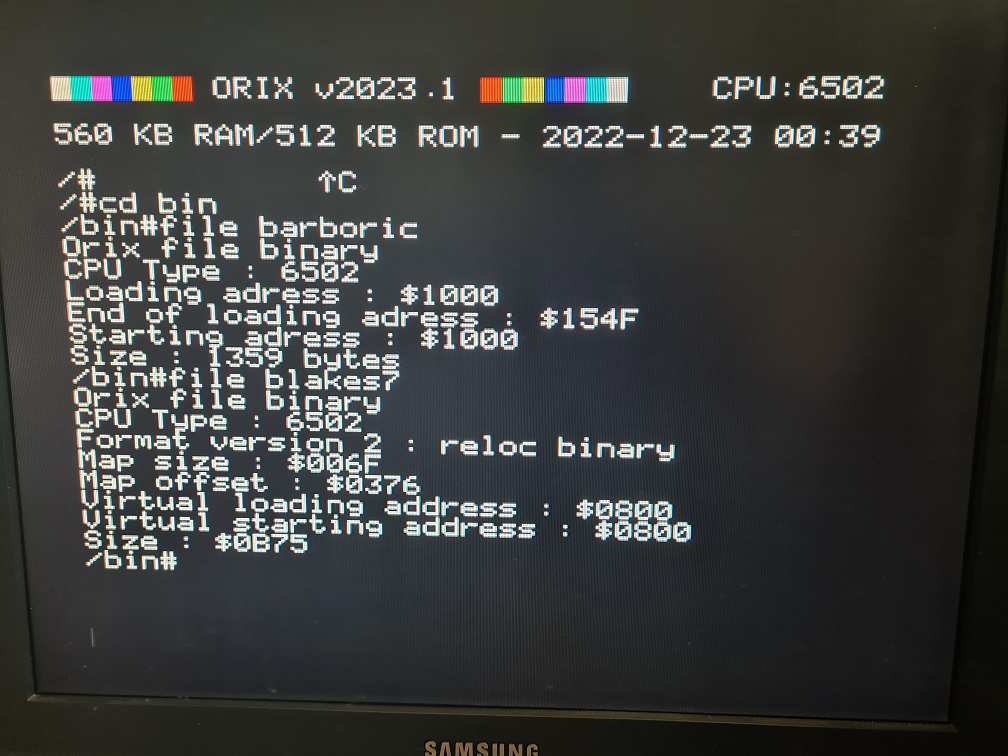 ORIX v2023.1 CPU:6502
560 KB RAM/512 KB ROM - 2022-12-23 00:39
/# ↑C
/#cd bin
/bin#file barboric
Orix file binary
CPU Type : 6502
Loading adress : $1000
End of loading adress : $154F
Starting adress : $1000
Size : 1359 bytes
/bin#file blakes7
Orix file binary
CPU Type : 6502
Format version 2 : reloc binary
Map size : $006F
Map offset : $0376
Virtual loading address : $0800
Virtual starting address : $0800
Size : $0B75
/bin#
SAMSUNG